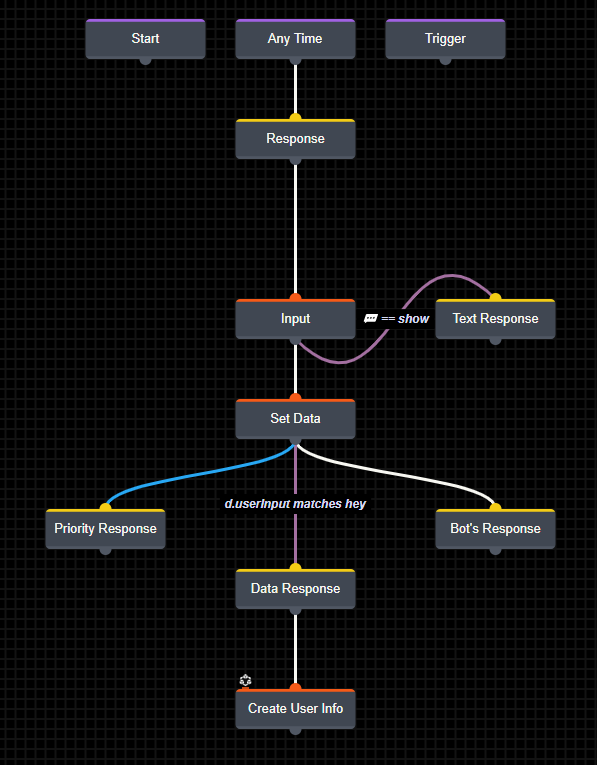 Start
Any Time
Trigger
Response
Input
== show
Text Response
Set Data
d.userInput matches hey
Priority Response
Bot's Response
Data Response
Create User Info